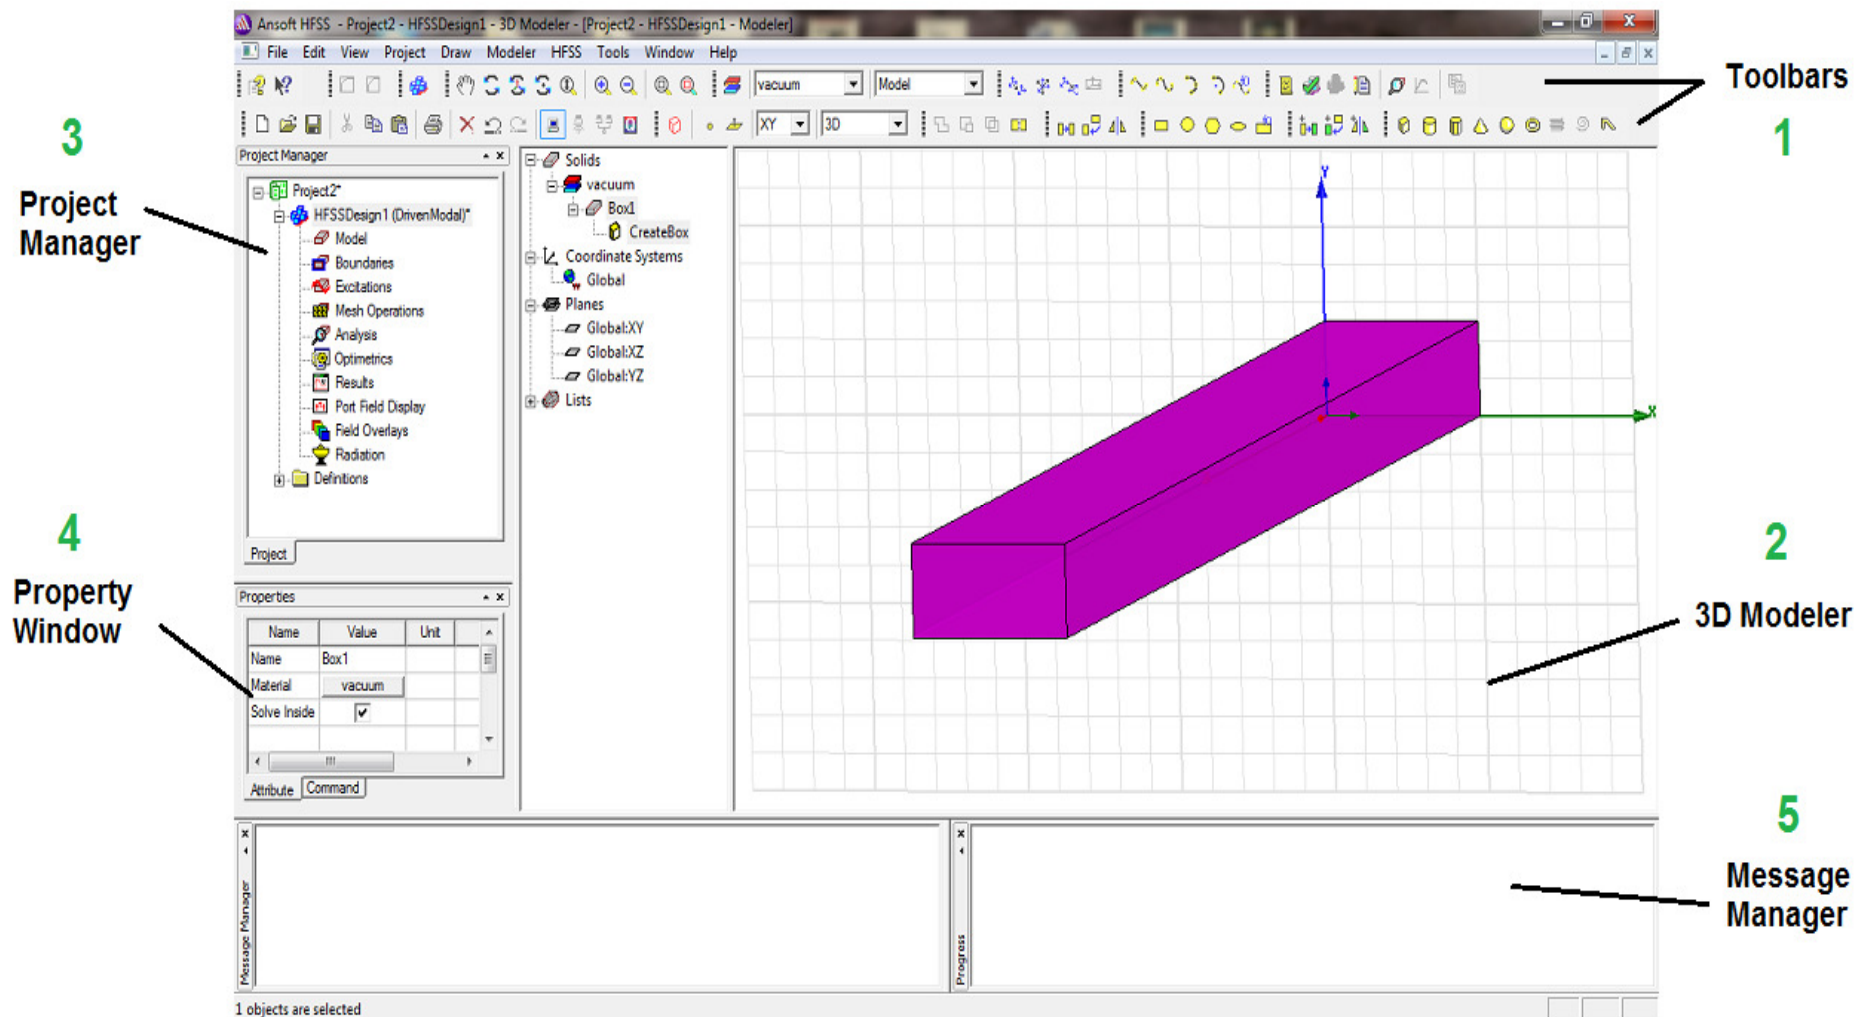 Ansoft HFSS - Project2 - HFSSDesign1 - 3D Modeler - [Project2 - HFSSDesign1 - Modeler]
File Edit View Project Draw Modeler HFSS Tools Window Help
vacuum Model
XY 3D
Toolbars
1
3
Project
Manager
Project Manager
Project2*
HFSSDesign1 (DrivenModal)*
Model
Boundaries
Excitations
Mesh Operations
Analysis
Optimetrics
Results
Port Field Display
Field Overlays
Radiation
Definitions
Project
Solids
vacuum
Box1
CreateBox
Coordinate Systems
Global
Planes
Global:XY
Global:XZ
Global:YZ
Lists
Y
X
4
Property
Window
Properties
Name Value Unit
Name Box1
Material vacuum
Solve Inside
Attribute Command
2
3D Modeler
5
Message
Manager
Message Manager
Progress
1 objects are selected